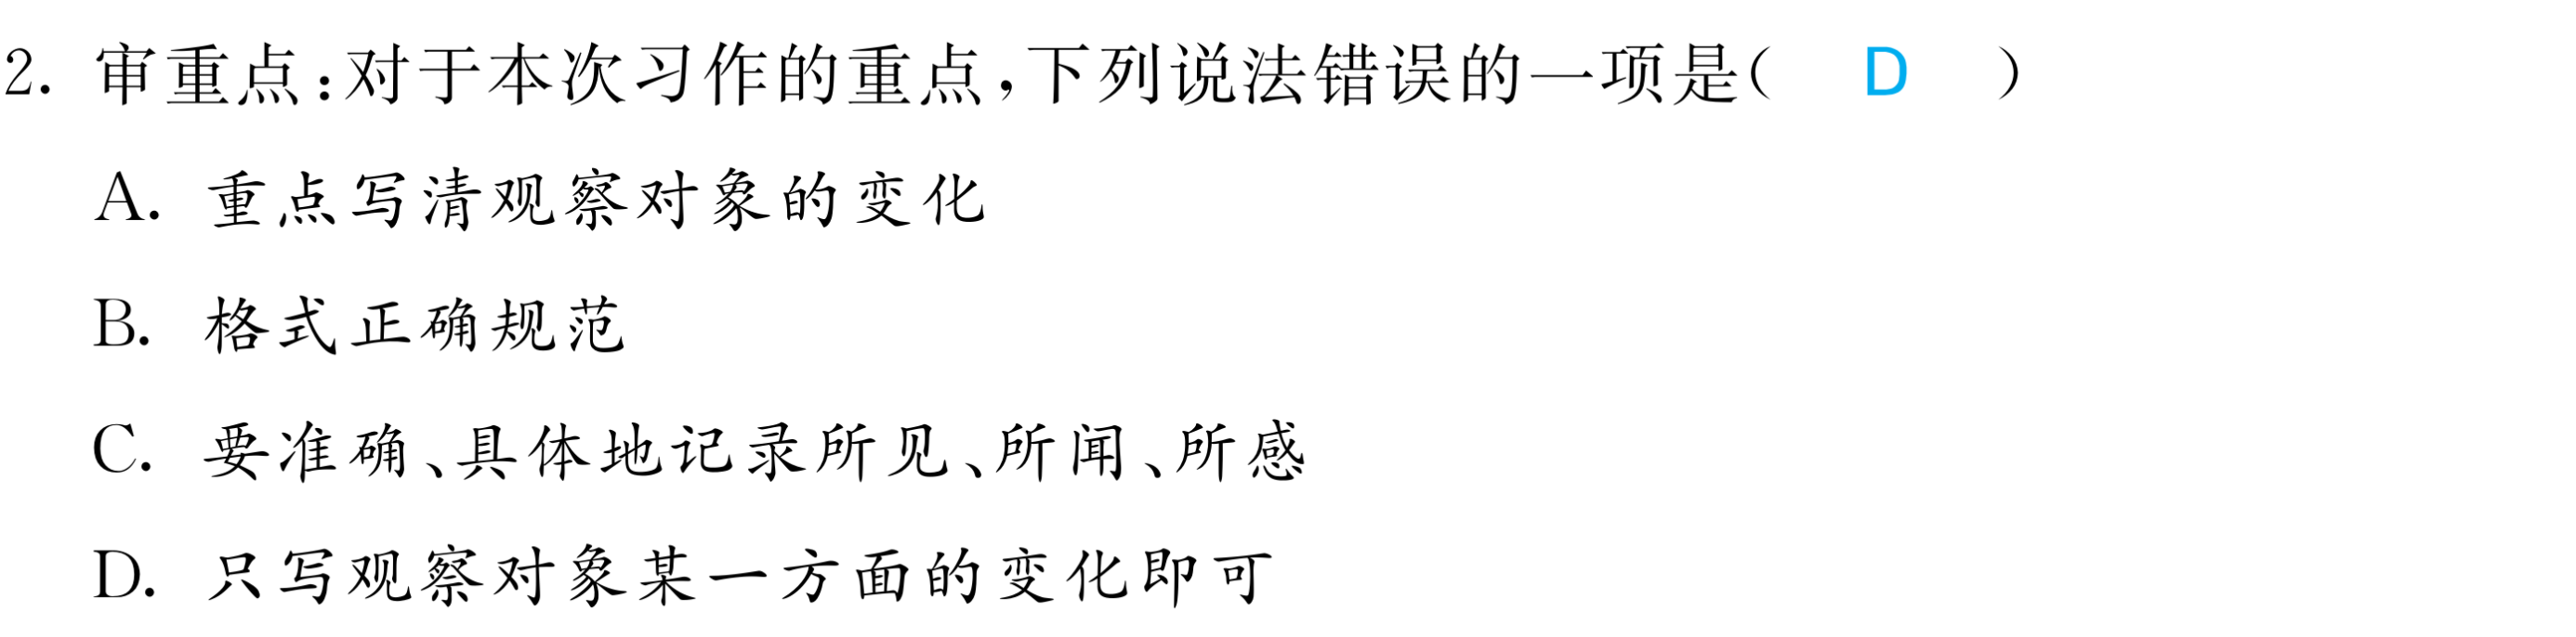 2. 审重点:对于本次习作的重点,下列说法错误的一项是( D )
A. 重点写清观察对象的变化
B. 格式正确规范
C. 要准确、具体地记录所见、所闻、所感
D. 只写观察对象某一方面的变化即可